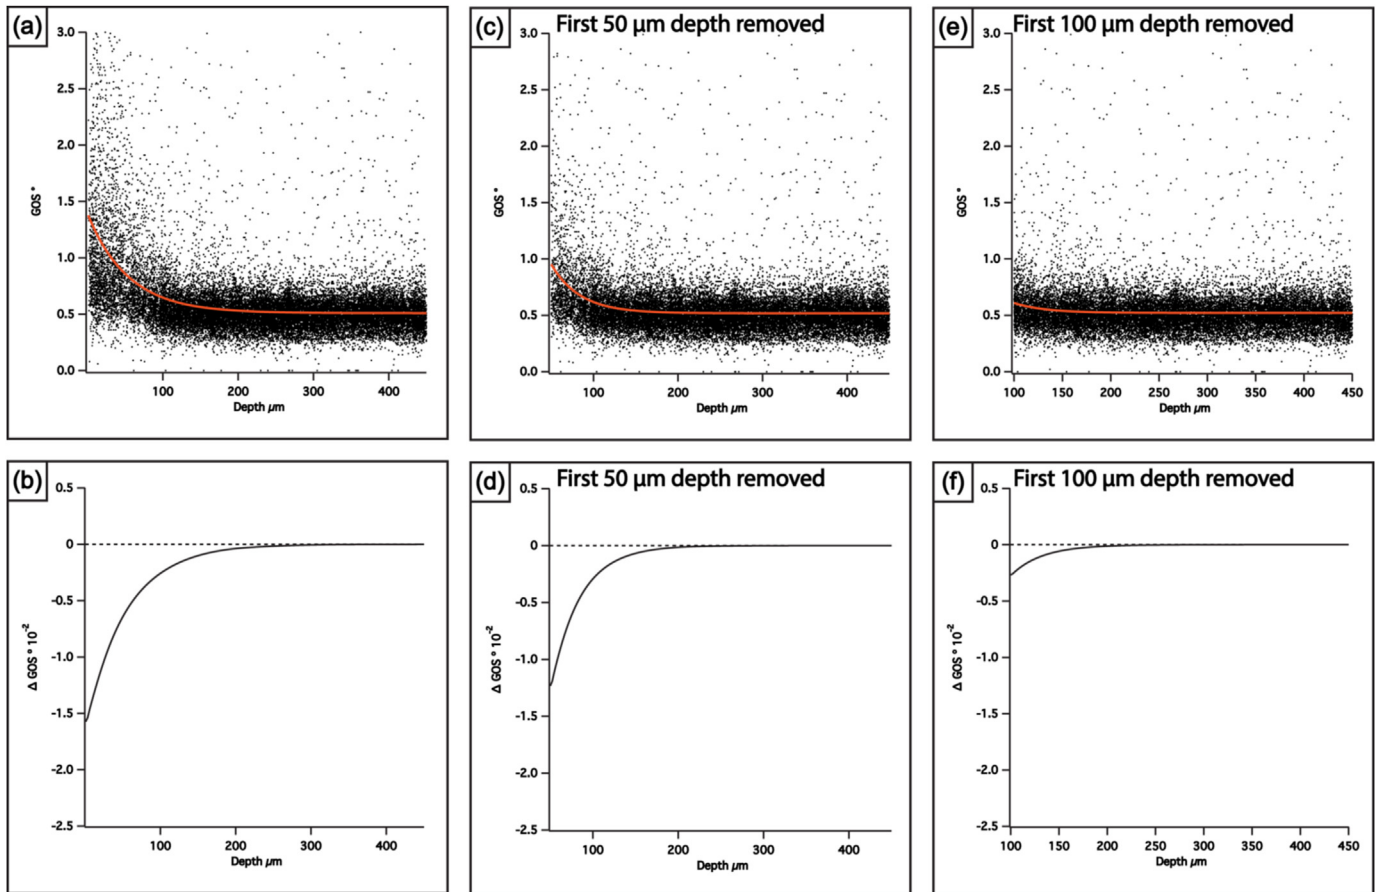 (a)
3.0
2.5
2.0
1.5
1.0
0.5
0.0
GOS °
100 200 300 400
Depth µm
(c) First 50 µm depth removed
3.0
2.5
2.0
1.5
1.0
0.5
0.0
GOS °
100 200 300 400
Depth µm
(e) First 100 µm depth removed
3.0
2.5
2.0
1.5
1.0
0.5
0.0
GOS °
100 150 200 250 300 350 400 450
Depth µm
(b)
0.5
0
-0.5
-1.0
-1.5
-2.0
-2.5
Δ GOS ° 10⁻²
100 200 300 400
Depth µm
(d) First 50 µm depth removed
0.5
0
-0.5
-1.0
-1.5
-2.0
-2.5
Δ GOS ° 10⁻²
100 200 300 400
Depth µm
(f) First 100 µm depth removed
0.5
0
-0.5
-1.0
-1.5
-2.0
-2.5
Δ GOS ° 10⁻²
100 150 200 250 300 350 400 450
Depth µm